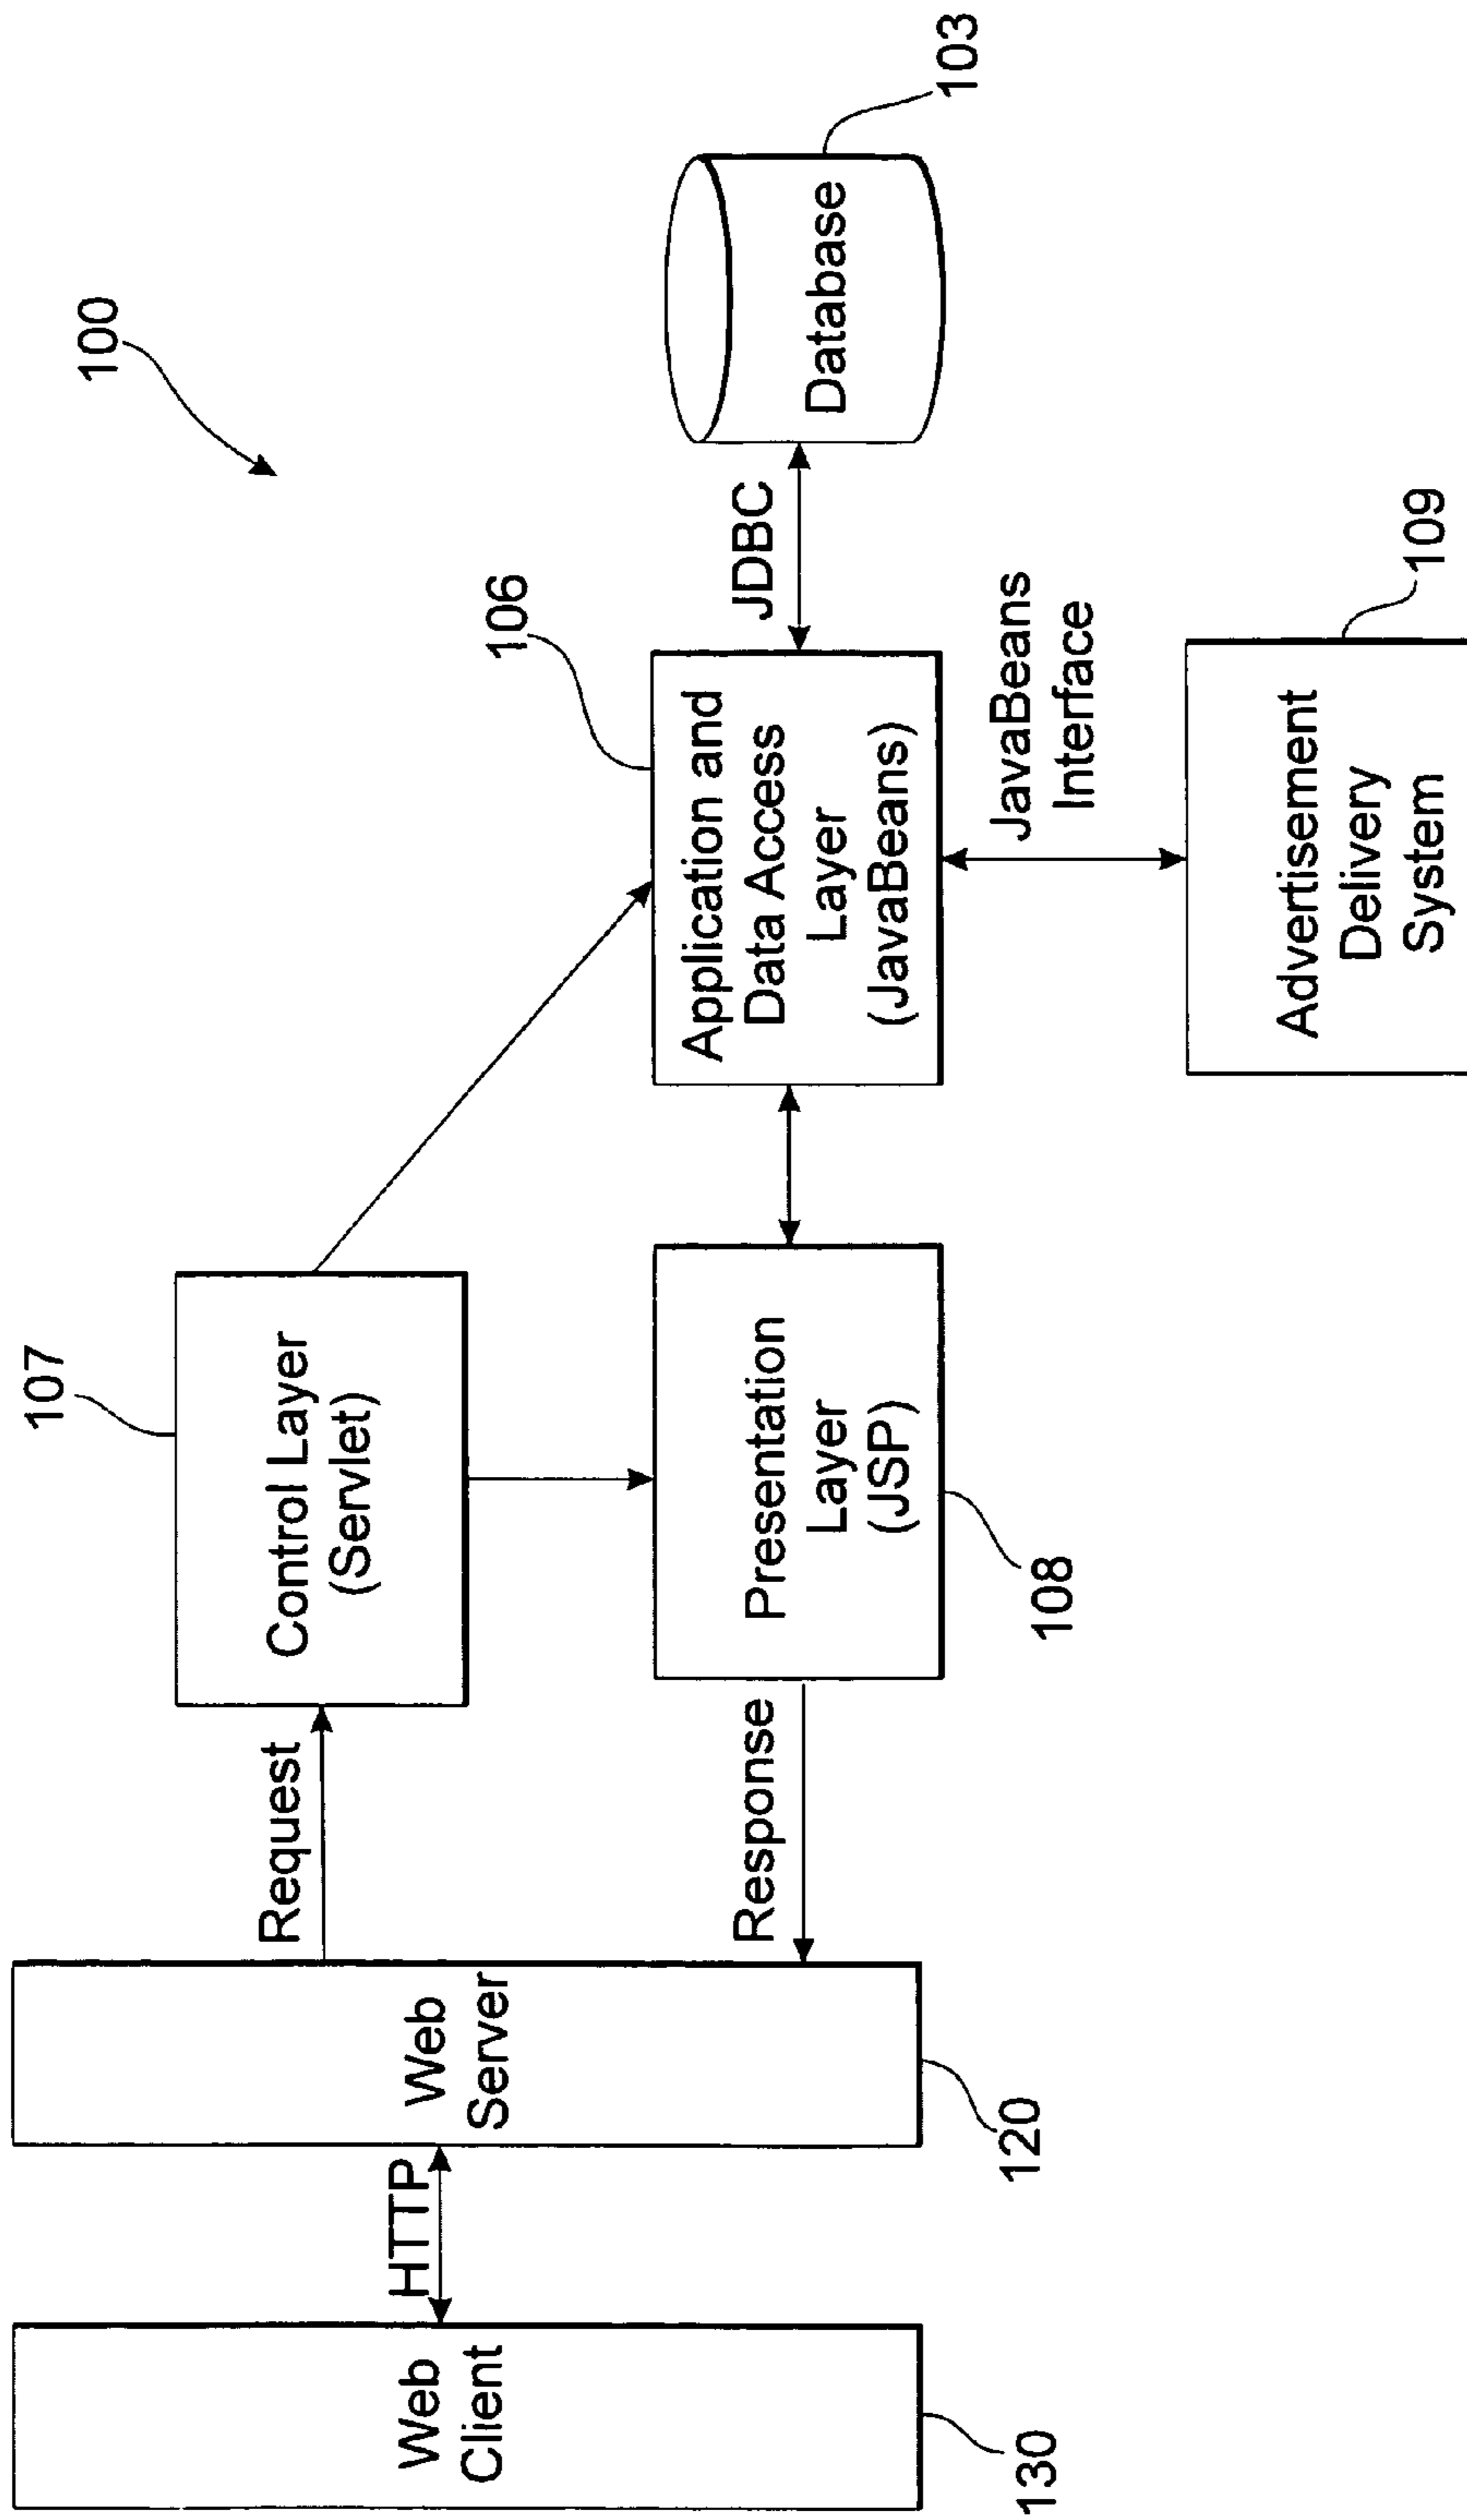 100
107
Control Layer
(Servlet)
106
Request
Web
Client
HTTP
Web
Server
Response
Presentation
Layer
(JSP)
Application and
Data Access
Layer
(JavaBeans)
JDBC
Database
103
130
120
108
JavaBeans
Interface
Advertisement
Delivery
System
109